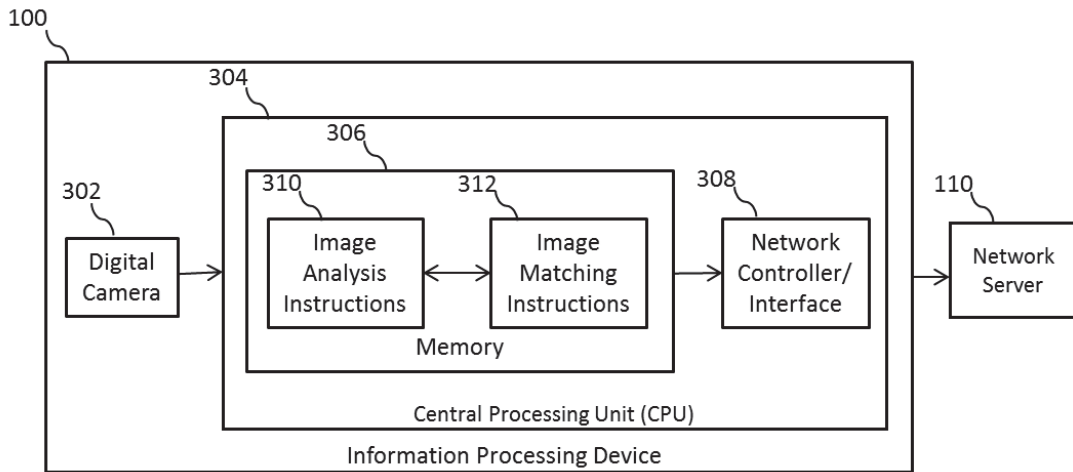 100
304
306
302
310
312
308
110
Digital
Camera
Image
Analysis
Instructions
Image
Matching
Instructions
Network
Controller/
Interface
Network
Server
Memory
Central Processing Unit (CPU)
Information Processing Device